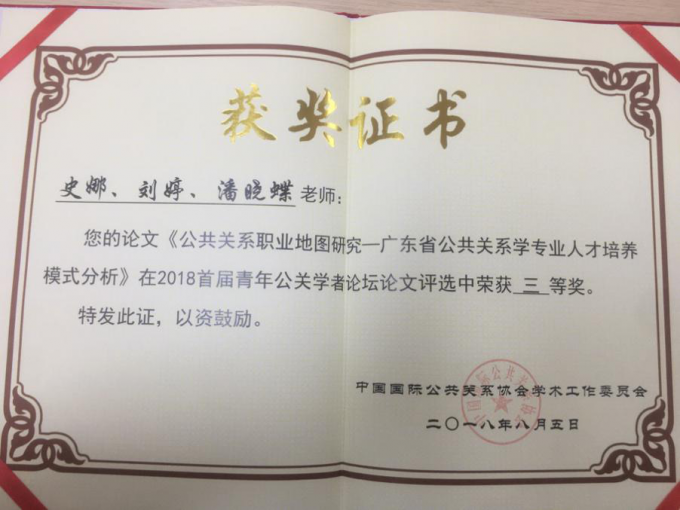 获奖证书
史娜、刘婷、潘晓蝶老师：
您的论文《公共关系职业地图研究—广东省公共关系学专业人才培养
模式分析》在2018首届青年公关学者论坛论文评选中荣获三等奖。
特发此证，以资鼓励。
中国国际公共关系协会学术工作委员会
二〇一八年八月五日